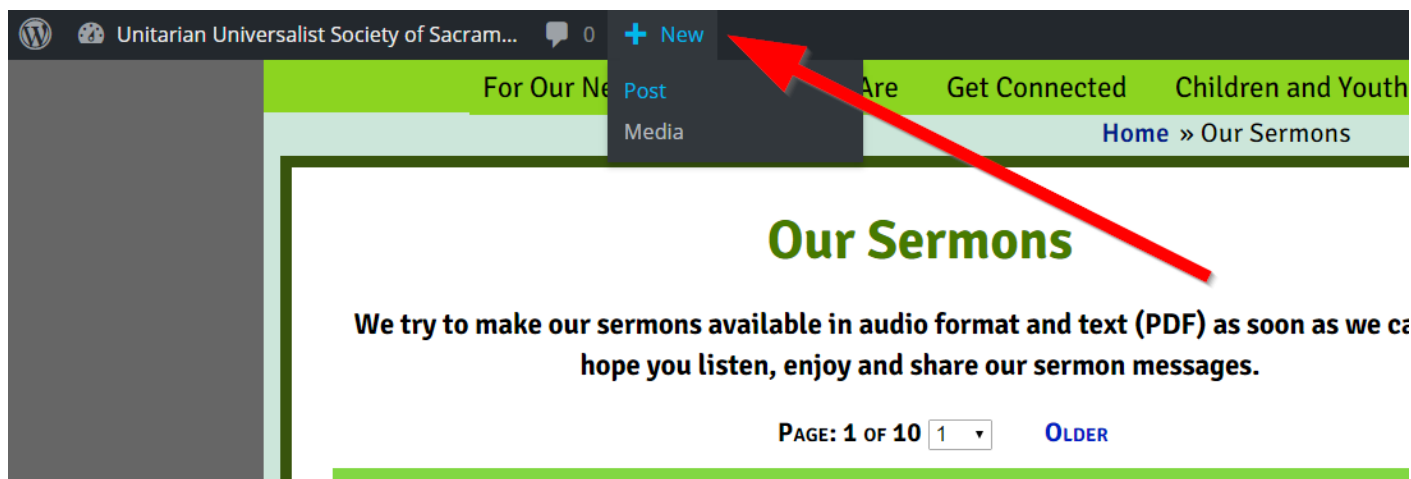 Unitarian Universalist Society of Sacram... 0 + New
For Our Ne Are Get Connected Children and Youth
Post
Media
Home » Our Sermons
Our Sermons
We try to make our sermons available in audio format and text (PDF) as soon as we ca
hope you listen, enjoy and share our sermon messages.
PAGE: 1 OF 10 1 OLDER